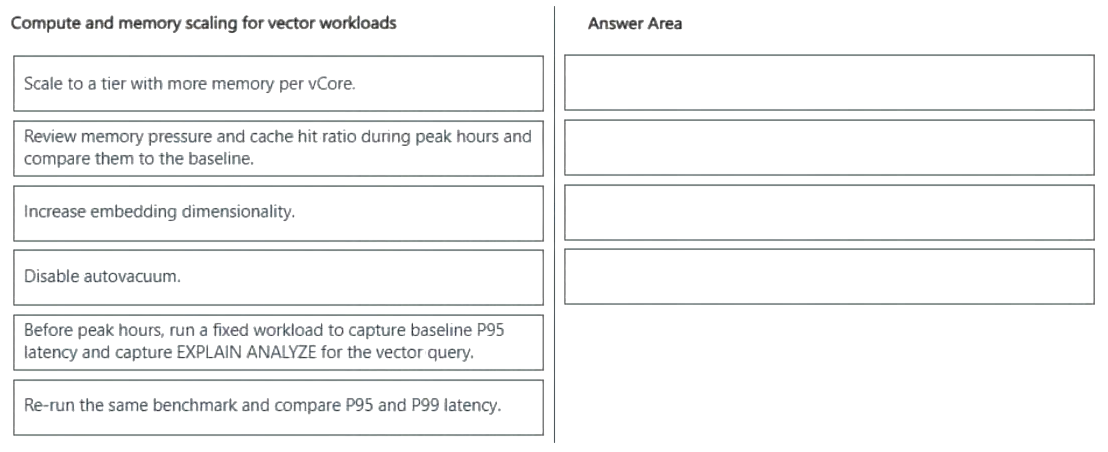 Compute and memory scaling for vector workloads
Answer Area
Scale to a tier with more memory per vCore.
Review memory pressure and cache hit ratio during peak hours and
compare them to the baseline.
Increase embedding dimensionality.
Disable autovacuum.
Before peak hours, run a fixed workload to capture baseline P95
latency and capture EXPLAIN ANALYZE for the vector query.
Re-run the same benchmark and compare P95 and P99 latency.